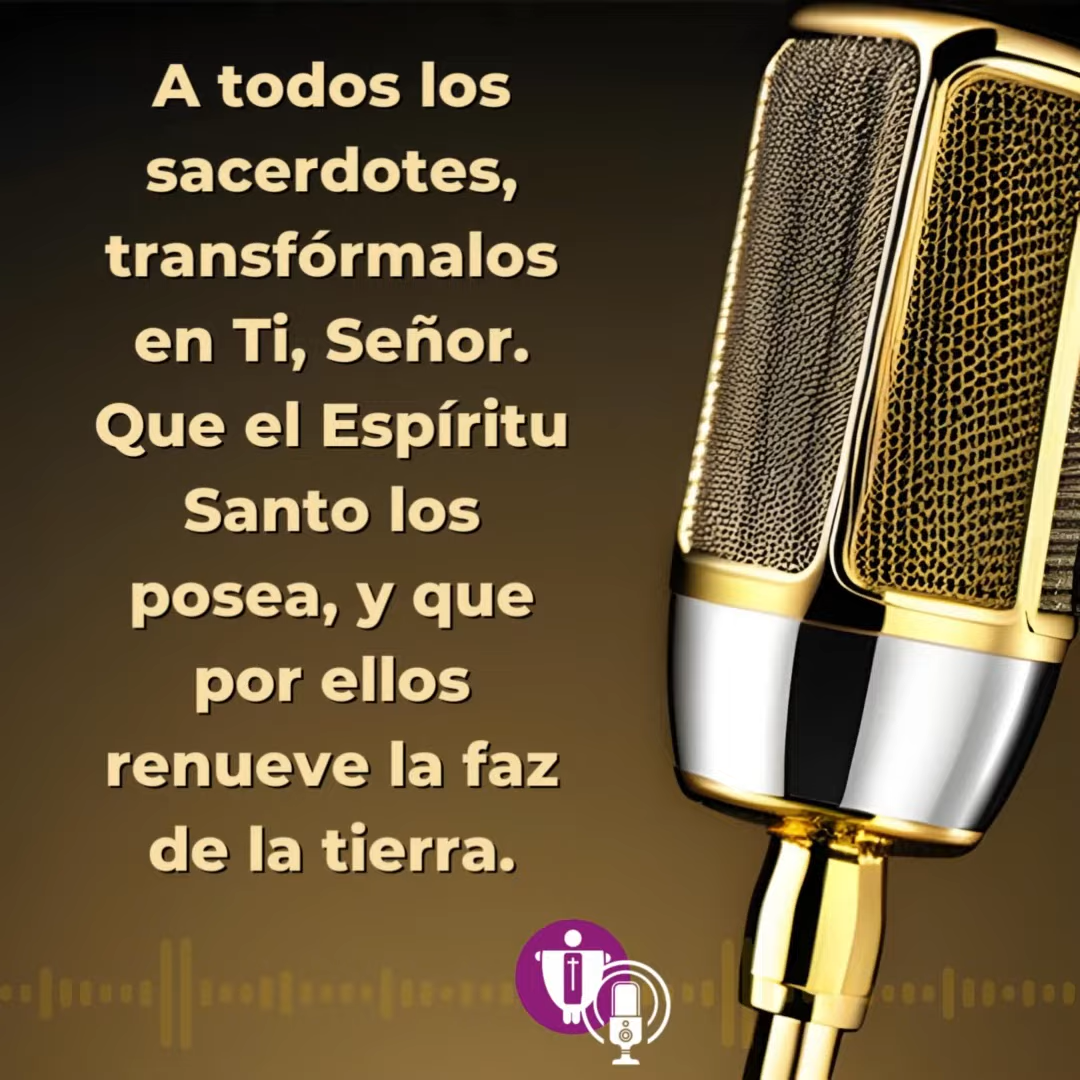 A todos los
sacerdotes,
transfórmalos
en Ti, Señor.
Que el Espíritu
Santo los
posea, y que
por ellos
renueve la faz
de la tierra.